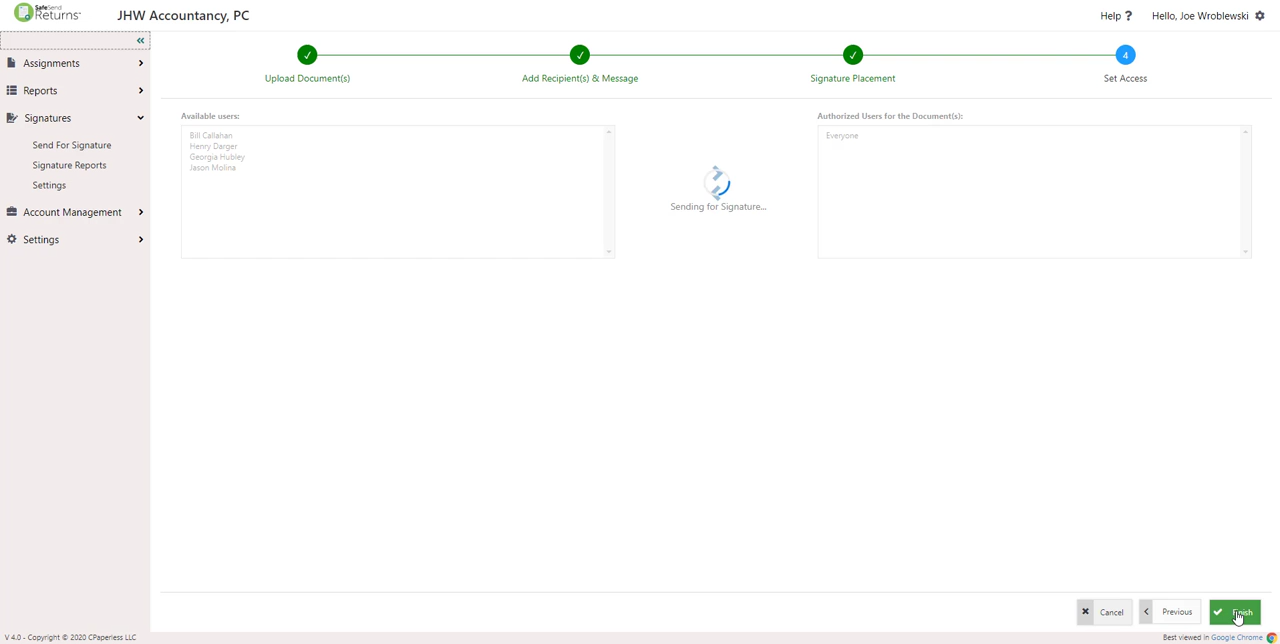 SafeSend
Returns™
JHW Accountancy, PC
Help ?
Hello, Joe Wroblewski
«
Assignments
Reports
Signatures
Send For Signature
Signature Reports
Settings
Account Management
Settings
Upload Document(s)
Add Recipient(s) & Message
Signature Placement
4
Set Access
Available users:
Bill Callahan
Henry Darger
Georgia Hubley
Jason Molina
Sending for Signature...
Authorized Users for the Document(s):
Everyone
Cancel
Previous
Finish
V 4.0 - Copyright © 2020 CPaperless LLC
Best viewed in Google Chrome